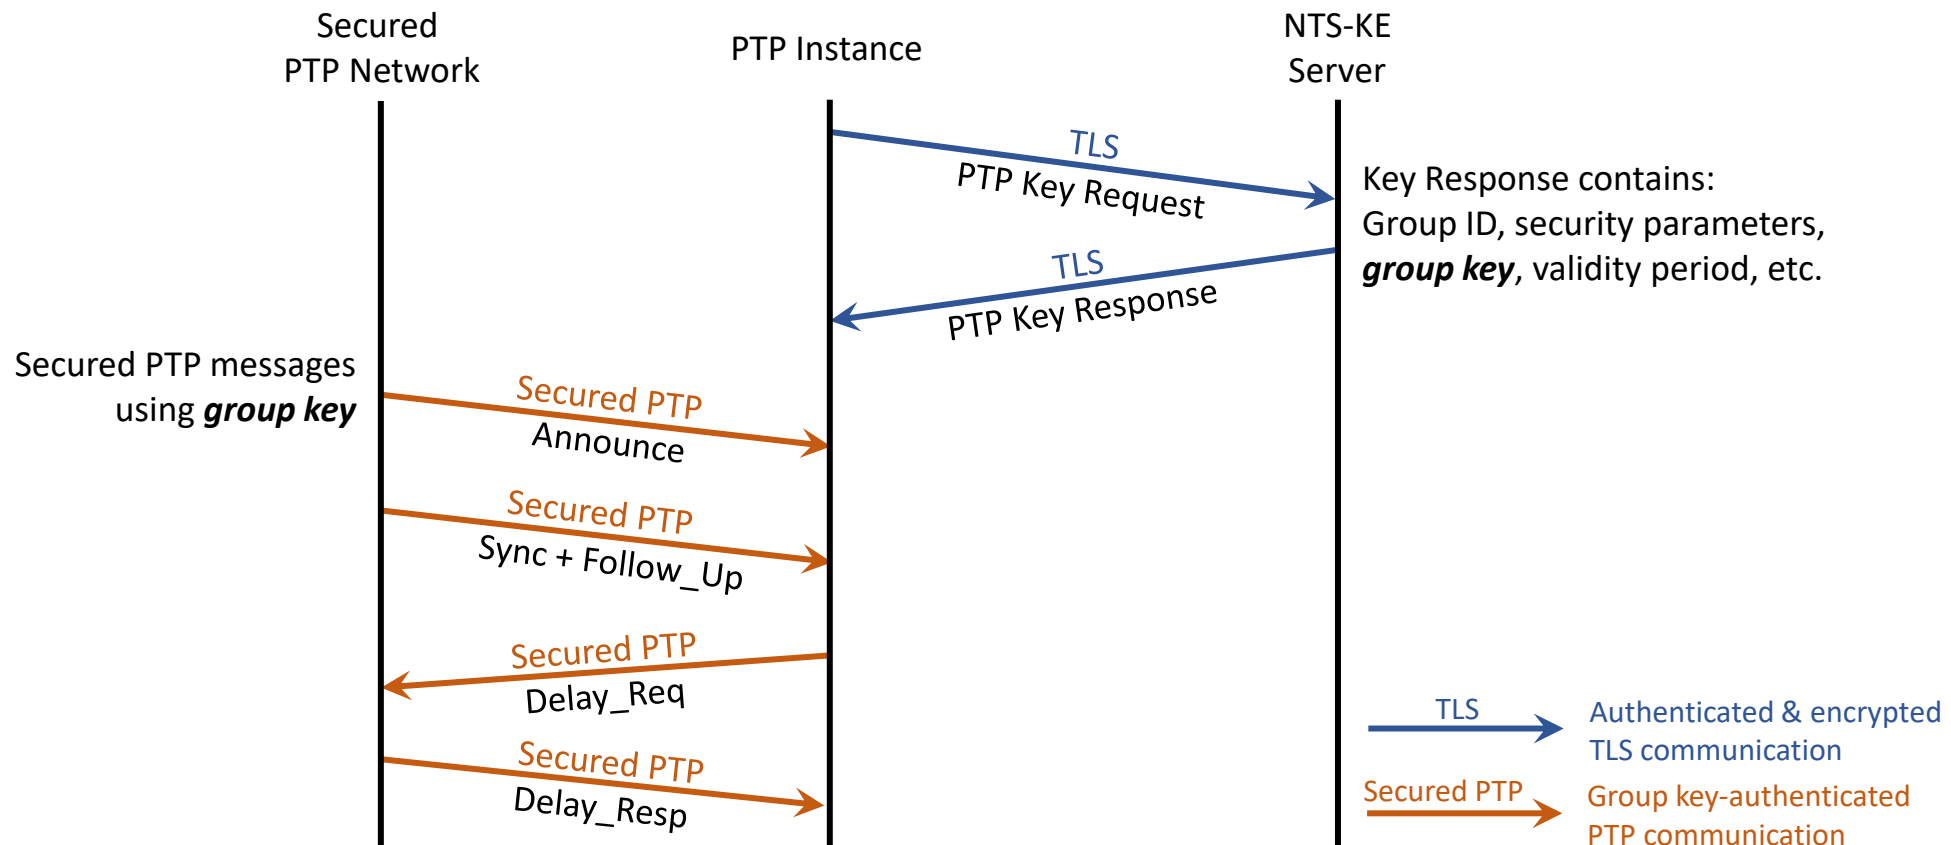 Secured
PTP Network
PTP Instance
NTS-KE
Server
TLS
PTP Key Request
Key Response contains:
Group ID, security parameters,
group key, validity period, etc.
TLS
PTP Key Response
Secured PTP messages
using group key
Secured PTP
Announce
Secured PTP
Sync + Follow_Up
Secured PTP
Delay_Req
Secured PTP
Delay_Resp
TLS
Authenticated & encrypted
TLS communication
Secured PTP
Group key-authenticated
PTP communication